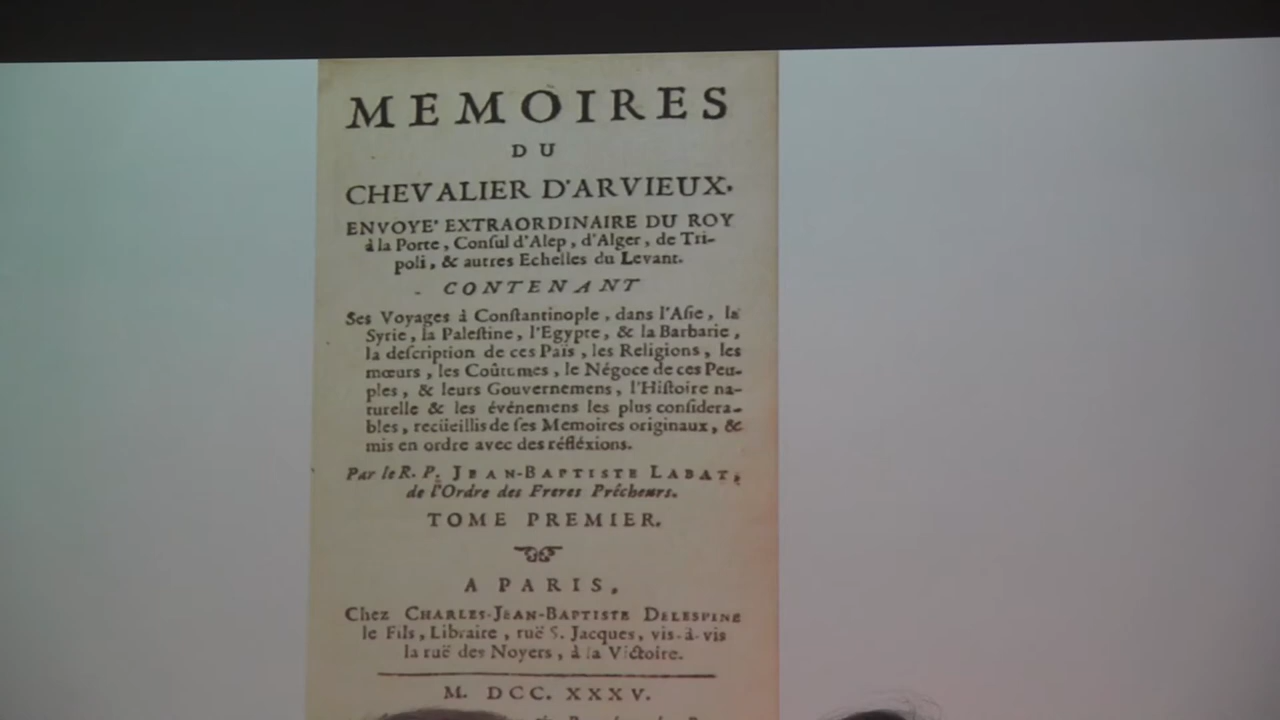 MEMOIRES
DU
CHEVALIER D'ARVIEUX,
ENVOYE' EXTRAORDINAIRE DU ROY
à la Porte, Conſul d'Alep, d'Alger, de Tri-
poli, & autres Echelles du Levant.
CONTENANT
Ses Voyages à Conſtantinople, dans l'Aſie, la
Syrie, la Paleſtine, l'Egypte, & la Barbarie,
la deſcription de ces Païs, les Religions, les
mœurs, les Coûtumes, le Négoce de ces Peu-
ples, & leurs Gouvernemens, l'Hiſtoire na-
turelle & les événemens les plus conſidera-
bles, recüeillis de ſes Memoires originaux, &
mis en ordre avec des réfléxions.
Par le R. P. JEAN-BAPTISTE LABAT,
de l'Ordre des Freres Prêcheurs.
TOME PREMIER.
A PARIS,
Chez CHARLES-JEAN-BAPTISTE DELESPINE
le Fils, Libraire, ruë S. Jacques, vis-à-vis
la ruë des Noyers, à la Victoire.
M. DCC. XXXV.